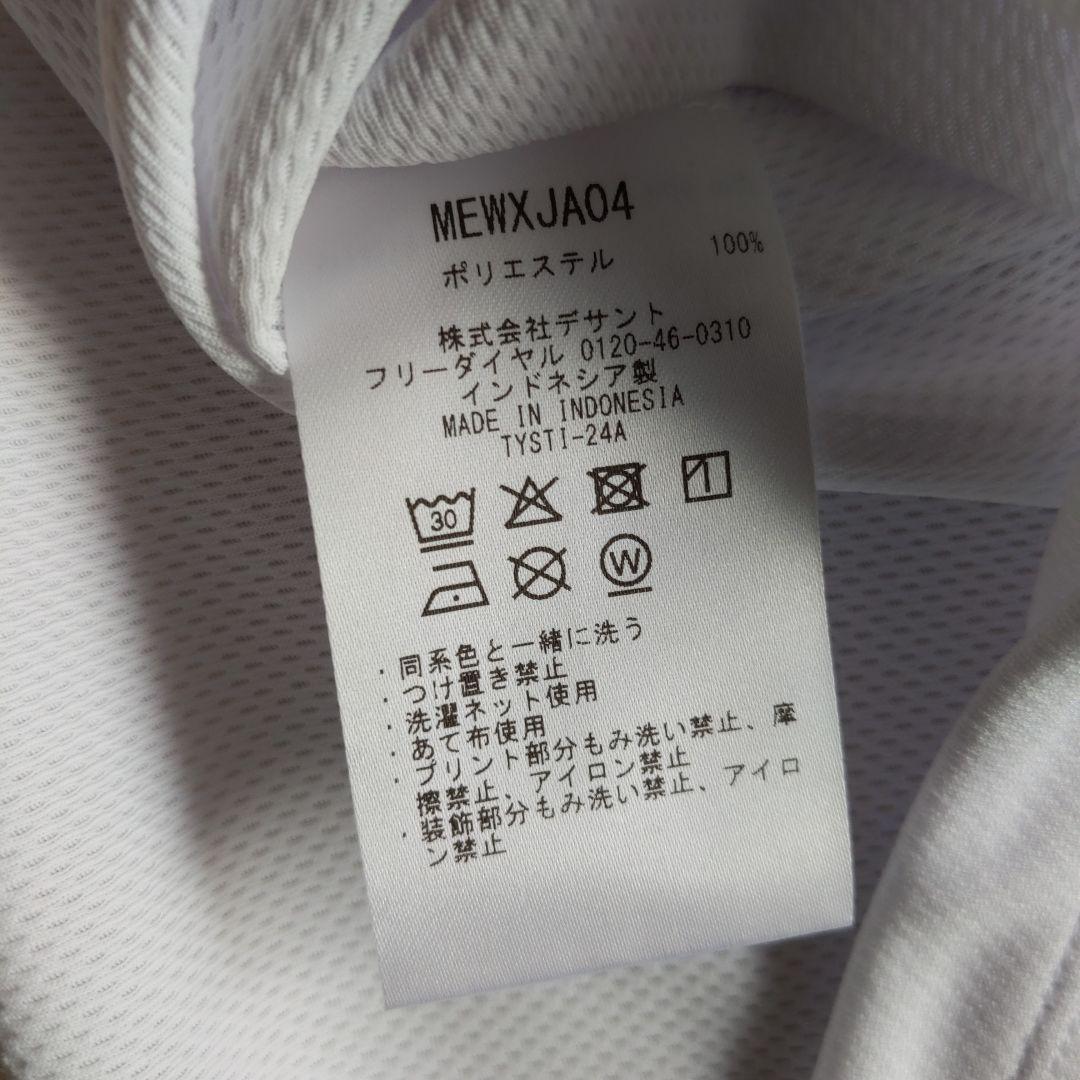 MEWXJA04
ポリエステル 100%
株式会社デサント
フリーダイヤル 0120-46-0310
インドネシア製
MADE IN INDONESIA
TYSTI-24A
30
W
・同系色と一緒に洗う
・つけ置き禁止
・洗濯ネット使用
・あて布使用
・プリント部分もみ洗い禁止、摩
擦禁止、アイロン禁止
・装飾部分もみ洗い禁止、アイロ
ン禁止